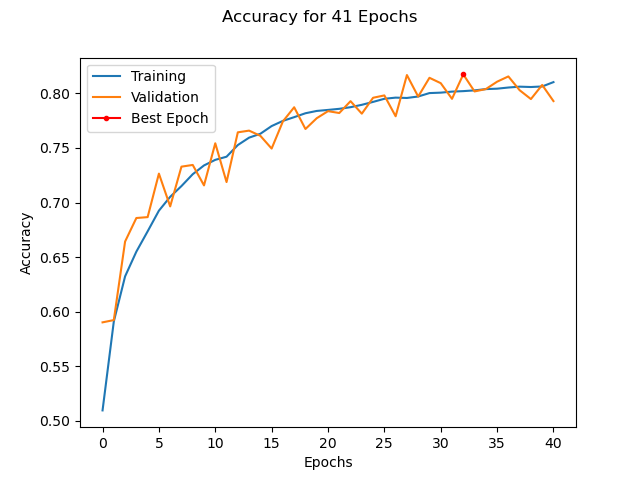 Accuracy for 41 Epochs
Training
Validation
Best Epoch
0.80
0.75
0.70
0.65
0.60
0.55
0.50
Accuracy
0 5 10 15 20 25 30 35 40
Epochs